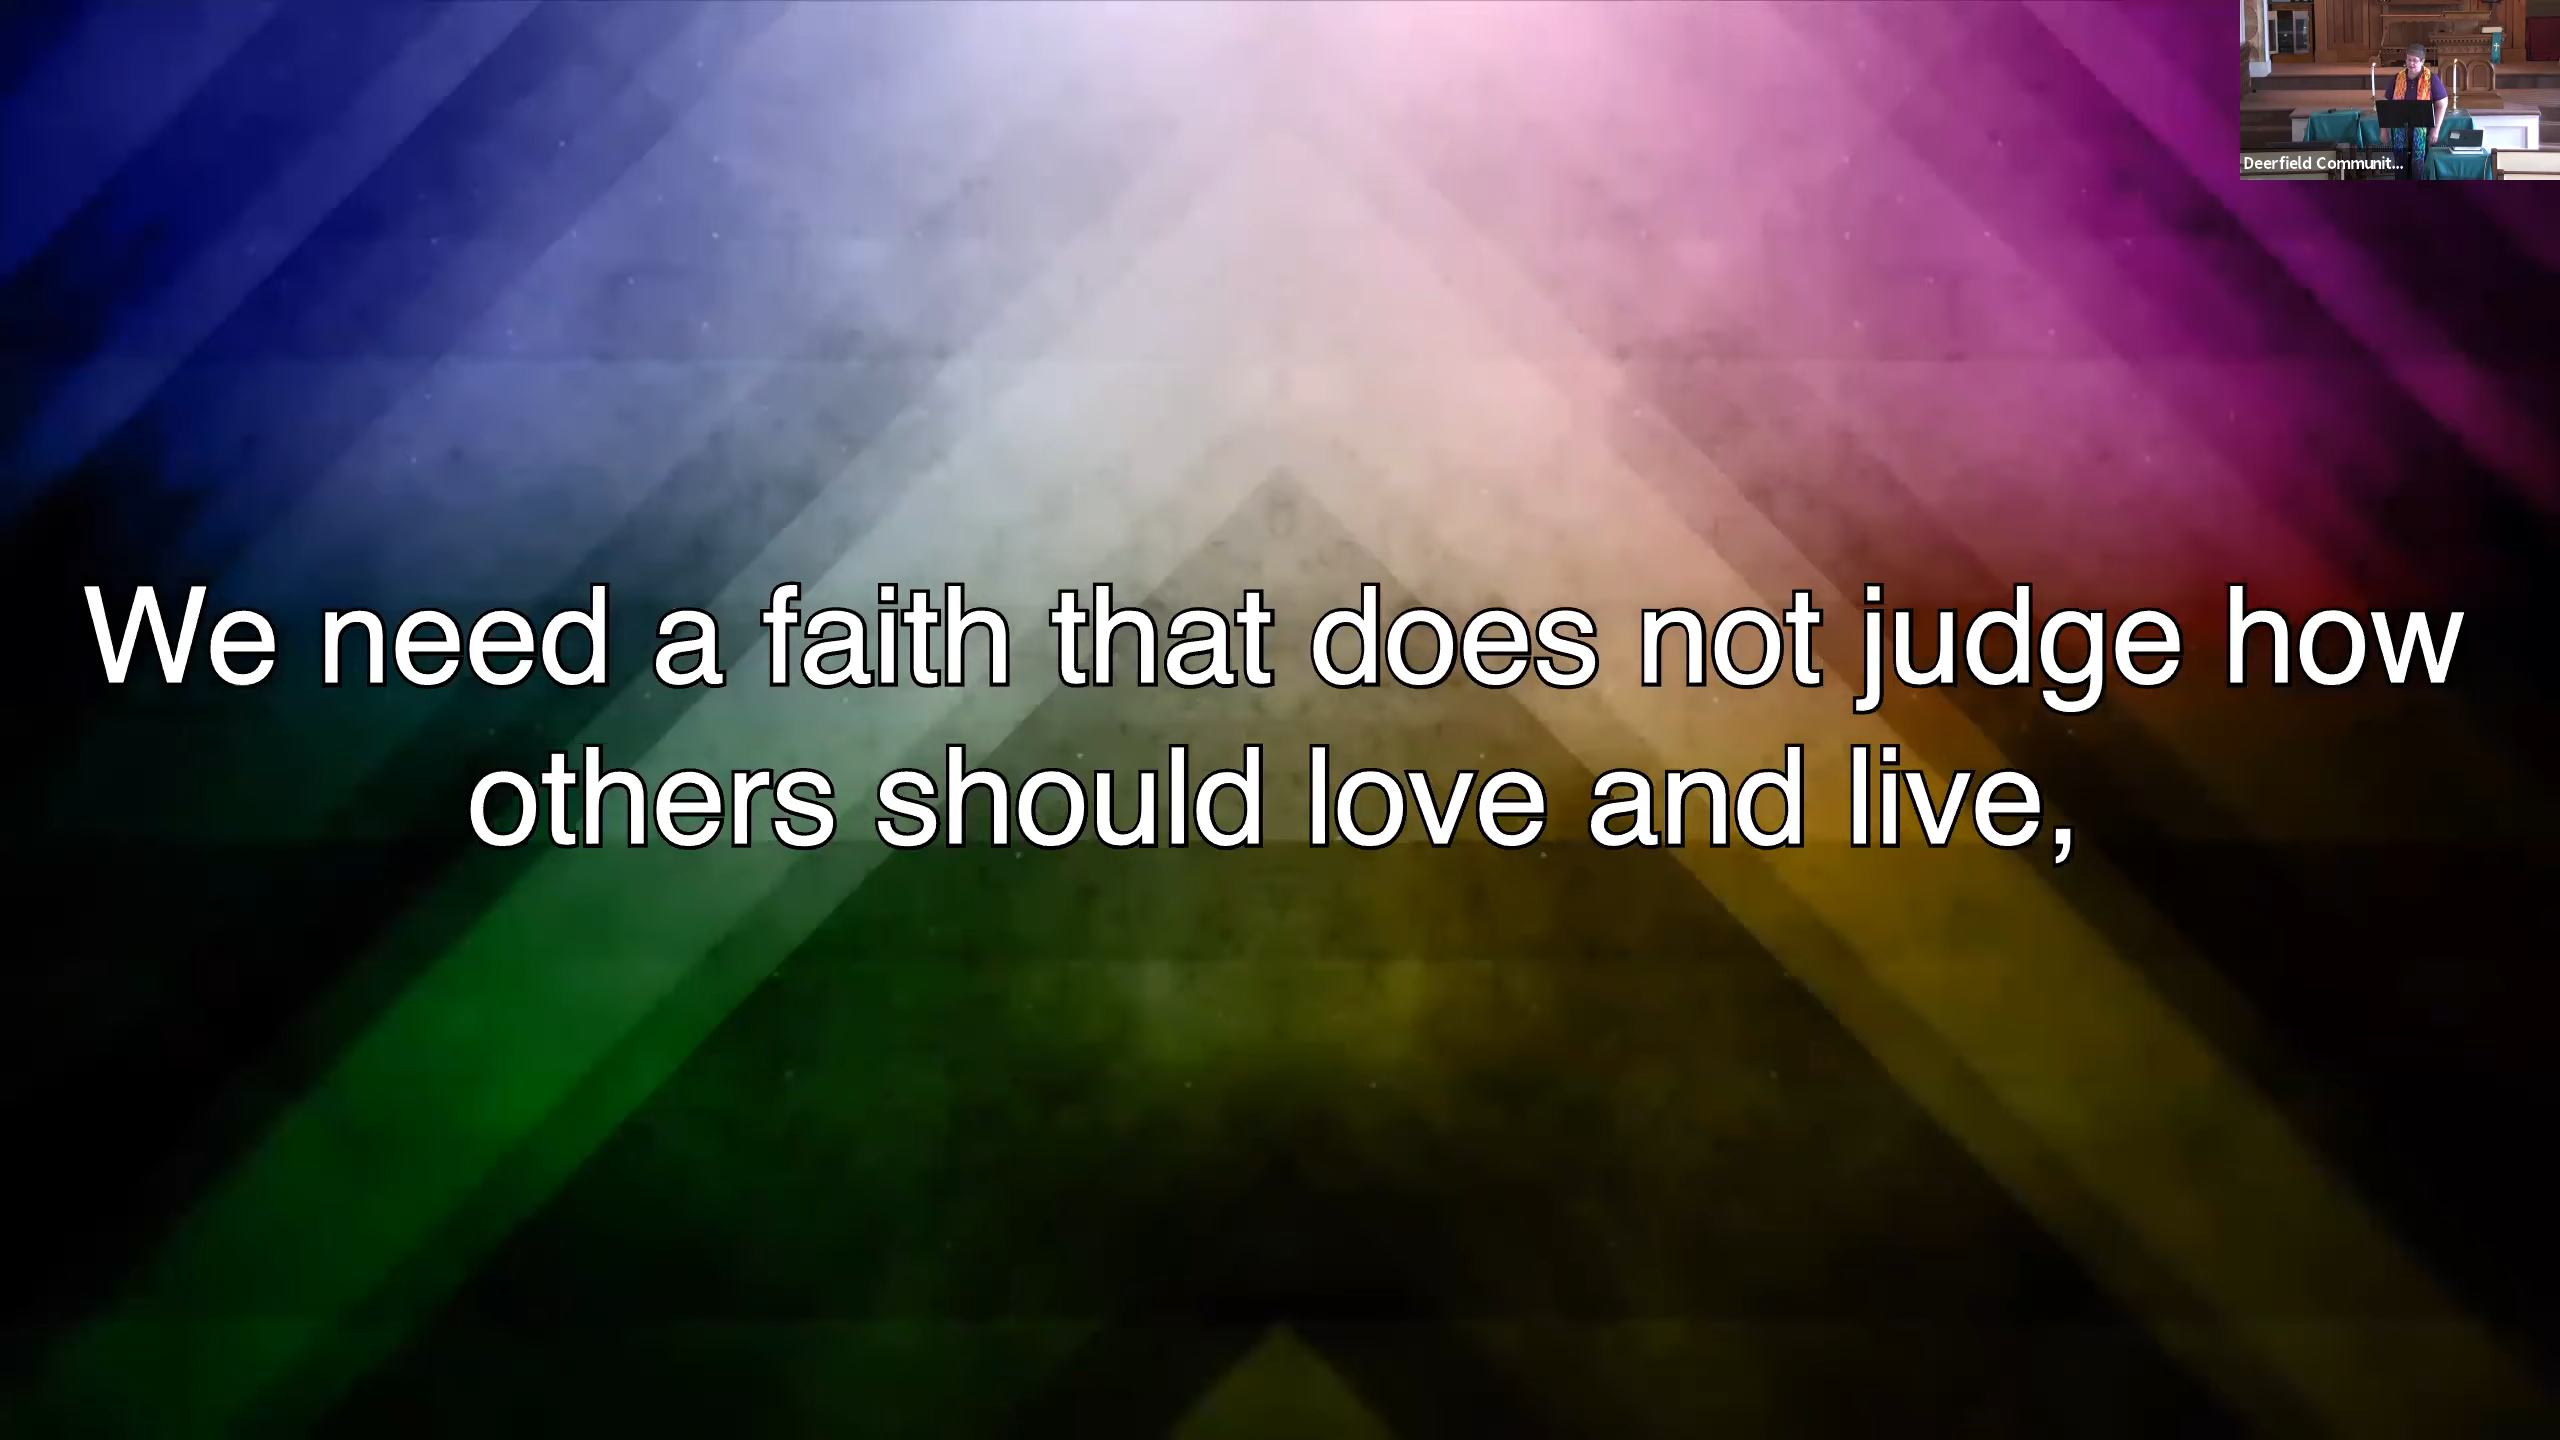 Deerfield Communit...
We need a faith that does not judge how
others should love and live,